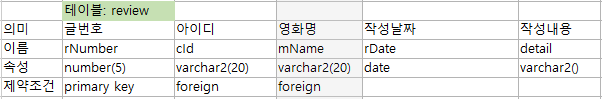 테이블: review
의미 글번호 아이디 영화명 작성날짜 작성내용
이름 rNumber cId mName rDate detail
속성 number(5) varchar2(20) varchar2(20) date varchar2()
제약조건 primary key foreign foreign